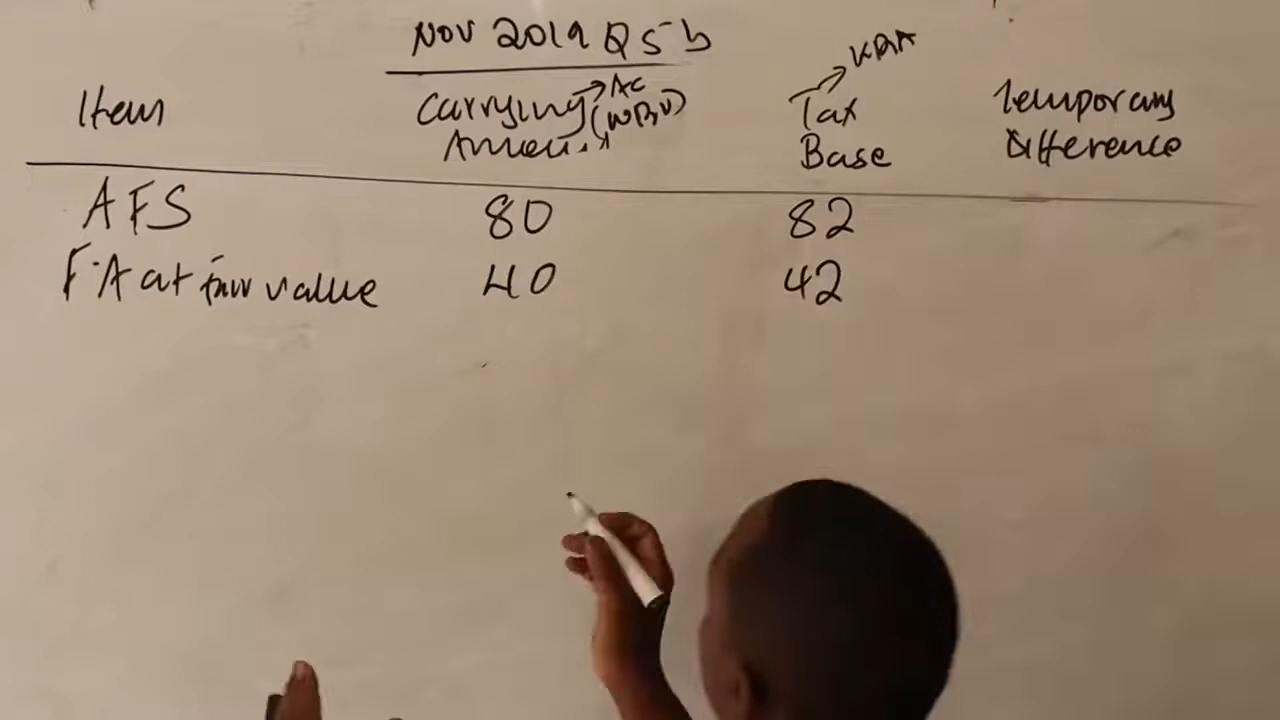 Nov 2019 Q5 b
Item Carrying Amount → AC (WBV) Tax Base → KRA Temporary Difference
AFS 80 82
F.A at fair value 40 42